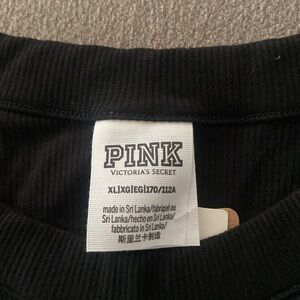 PINK
VICTORIA'S SECRET
XL|XG|EG|170/112A
made in Sri Lanka/fabriqué au
Sri Lanka/hecho en Sri Lanka/
fabbricato in Sri Lanka/
斯里兰卡制造